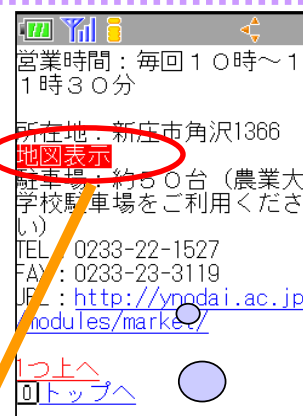 営業時間：毎回１０時～１
１時３０分
所在地：新庄市角沢1366
地図表示
駐車場：約５０台（農業大
学校駐車場をご利用くださ
い）
TEL：0233-22-1527
FAX：0233-23-3119
URL：http://ynodai.ac.jp
/modules/market/
1つ上へ
0トップへ